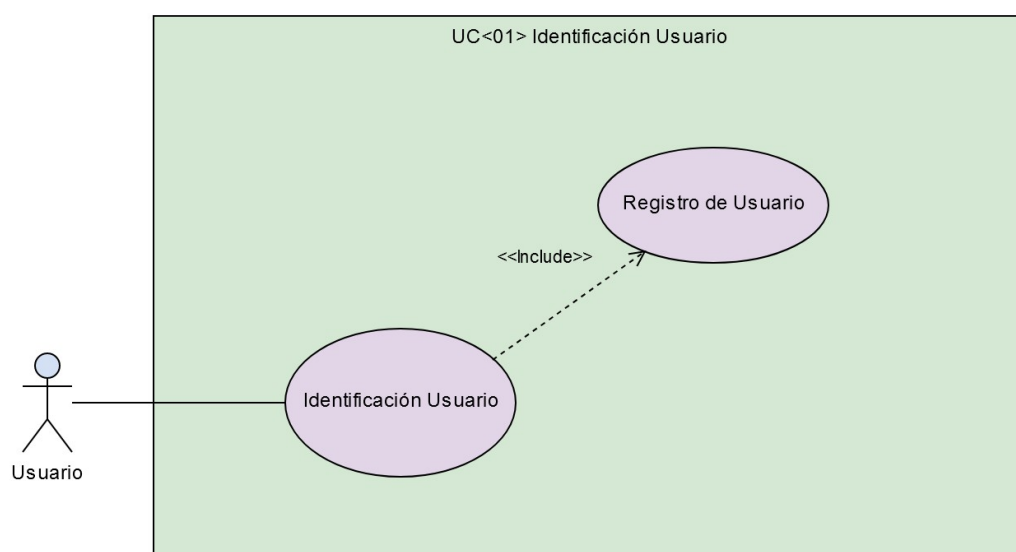 UC<01> Identificación Usuario
Registro de Usuario
<<Include>>
Identificación Usuario
Usuario